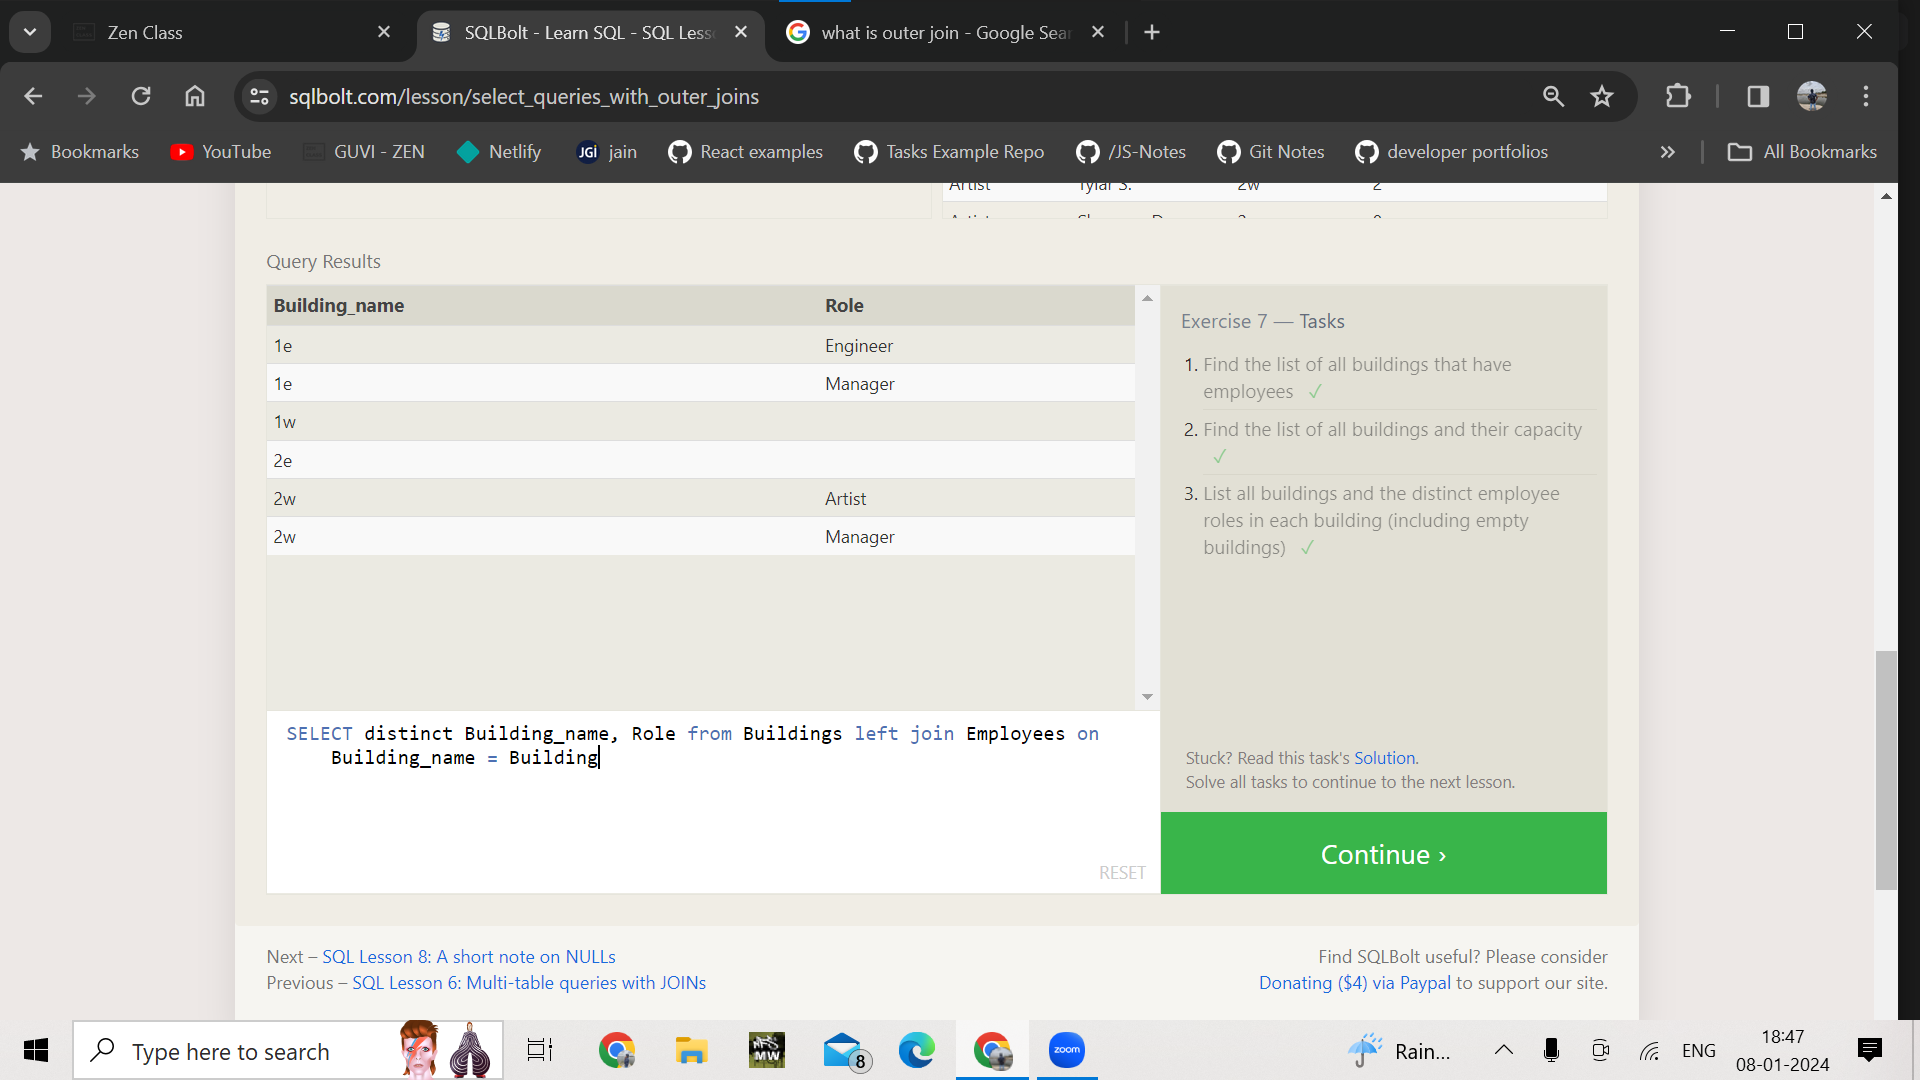 Zen Class
SQLBolt - Learn SQL - SQL Less
what is outer join - Google Sear
sqlbolt.com/lesson/select_queries_with_outer_joins
Bookmarks YouTube GUVI - ZEN Netlify JGi jain React examples Tasks Example Repo /JS-Notes Git Notes developer portfolios » All Bookmarks
Artist Tylar S. 2w 2
Query Results
Building_name Role
1e Engineer
1e Manager
1w
2e
2w Artist
2w Manager
Exercise 7 — Tasks
1. Find the list of all buildings that have
employees ✓
2. Find the list of all buildings and their capacity
✓
3. List all buildings and the distinct employee
roles in each building (including empty
buildings) ✓
SELECT distinct Building_name, Role from Buildings left join Employees on
Building_name = Building
RESET
Stuck? Read this task's Solution.
Solve all tasks to continue to the next lesson.
Continue ›
Next – SQL Lesson 8: A short note on NULLs
Previous – SQL Lesson 6: Multi-table queries with JOINs
Find SQLBolt useful? Please consider
Donating ($4) via Paypal to support our site.
Type here to search
NFS
MW
8
zoom
Rain...
ENG
18:47
08-01-2024